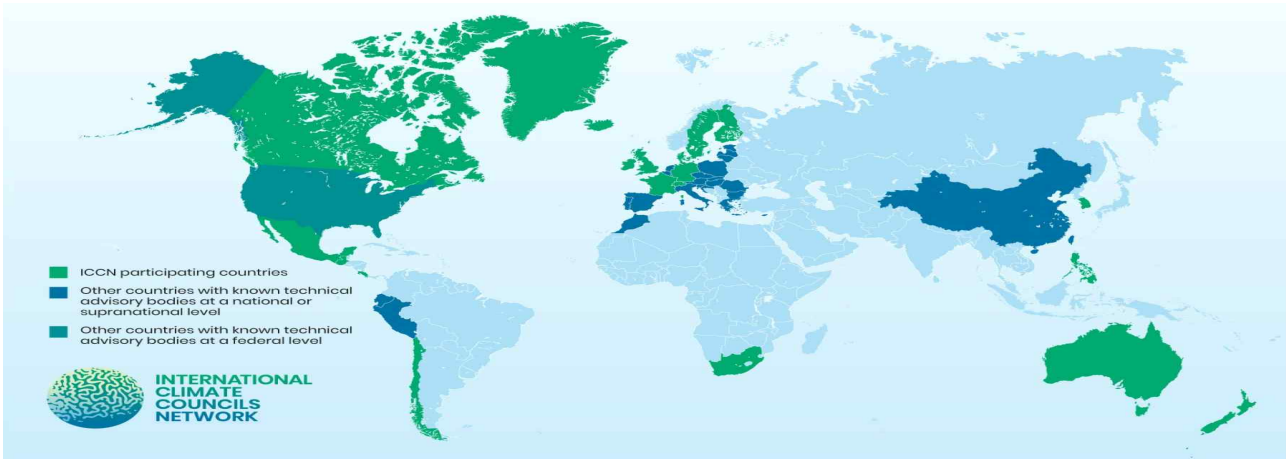 ICCN participating countries
Other countries with known technical
advisory bodies at a national or
supranational level
Other countries with known technical
advisory bodies at a federal level
INTERNATIONAL
CLIMATE
COUNCILS
NETWORK